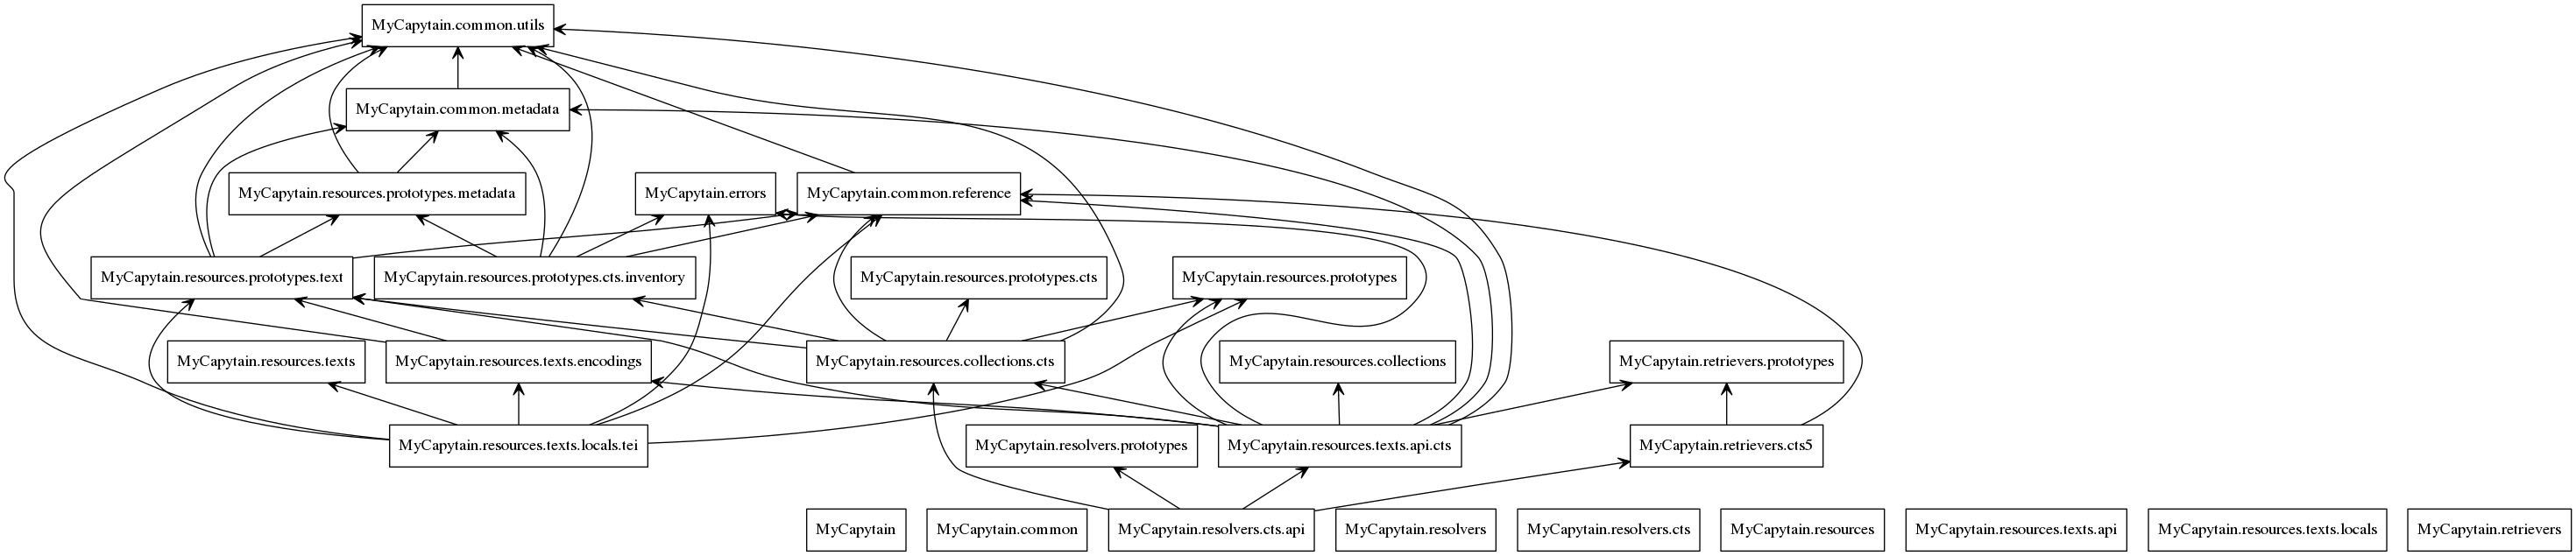 MyCapytain.common.utils
MyCapytain.common.metadata
MyCapytain.resources.prototypes.metadata
MyCapytain.errors
MyCapytain.common.reference
MyCapytain.resources.prototypes.text
MyCapytain.resources.prototypes.cts.inventory
MyCapytain.resources.prototypes.cts
MyCapytain.resources.prototypes
MyCapytain.resources.texts
MyCapytain.resources.texts.encodings
MyCapytain.resources.collections.cts
MyCapytain.resources.collections
MyCapytain.retrievers.prototypes
MyCapytain.resources.texts.locals.tei
MyCapytain.resolvers.prototypes
MyCapytain.resources.texts.api.cts
MyCapytain.retrievers.cts5
MyCapytain
MyCapytain.common
MyCapytain.resolvers.cts.api
MyCapytain.resolvers
MyCapytain.resolvers.cts
MyCapytain.resources
MyCapytain.resources.texts.api
MyCapytain.resources.texts.locals
MyCapytain.retrievers